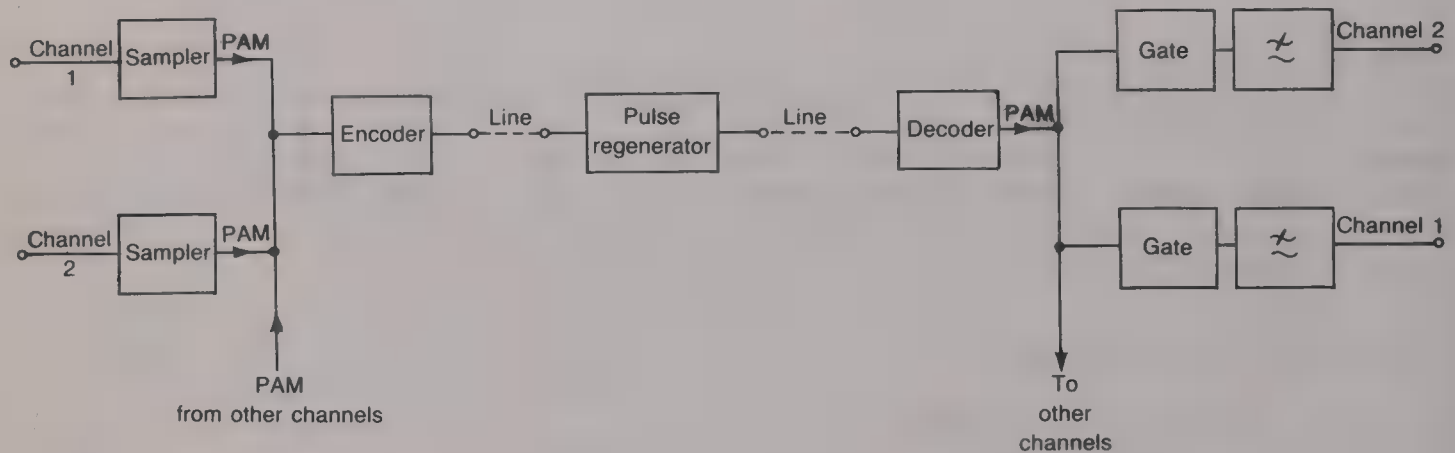 Channel
1
Sampler
PAM
Channel
2
Sampler
PAM
PAM
from other channels
Encoder
Line
Pulse
regenerator
Line
Decoder
PAM
Gate
Channel 2
Gate
Channel 1
To
other
channels